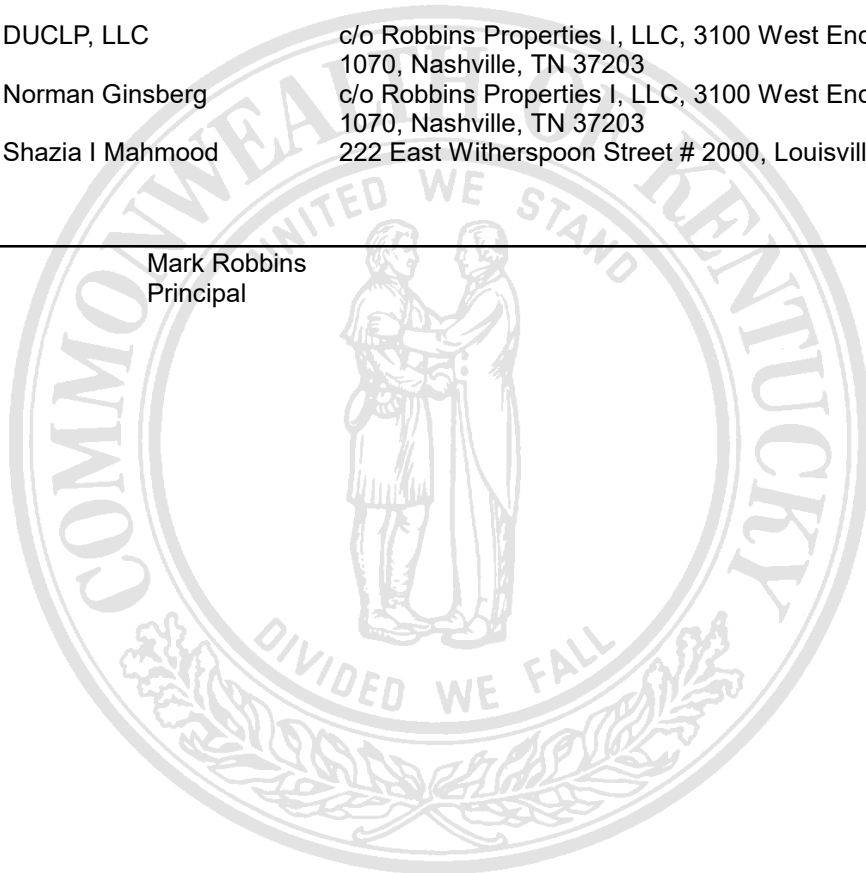 DUCLP, LLC c/o Robbins Properties I, LLC, 3100 West End
1070, Nashville, TN 37203
Norman Ginsberg c/o Robbins Properties I, LLC, 3100 West End
1070, Nashville, TN 37203
Shazia I Mahmood 222 East Witherspoon Street # 2000, Louisvill
Mark Robbins
Principal
COMMONWEALTH OF KENTUCKY
UNITED WE STAND
DIVIDED WE FALL